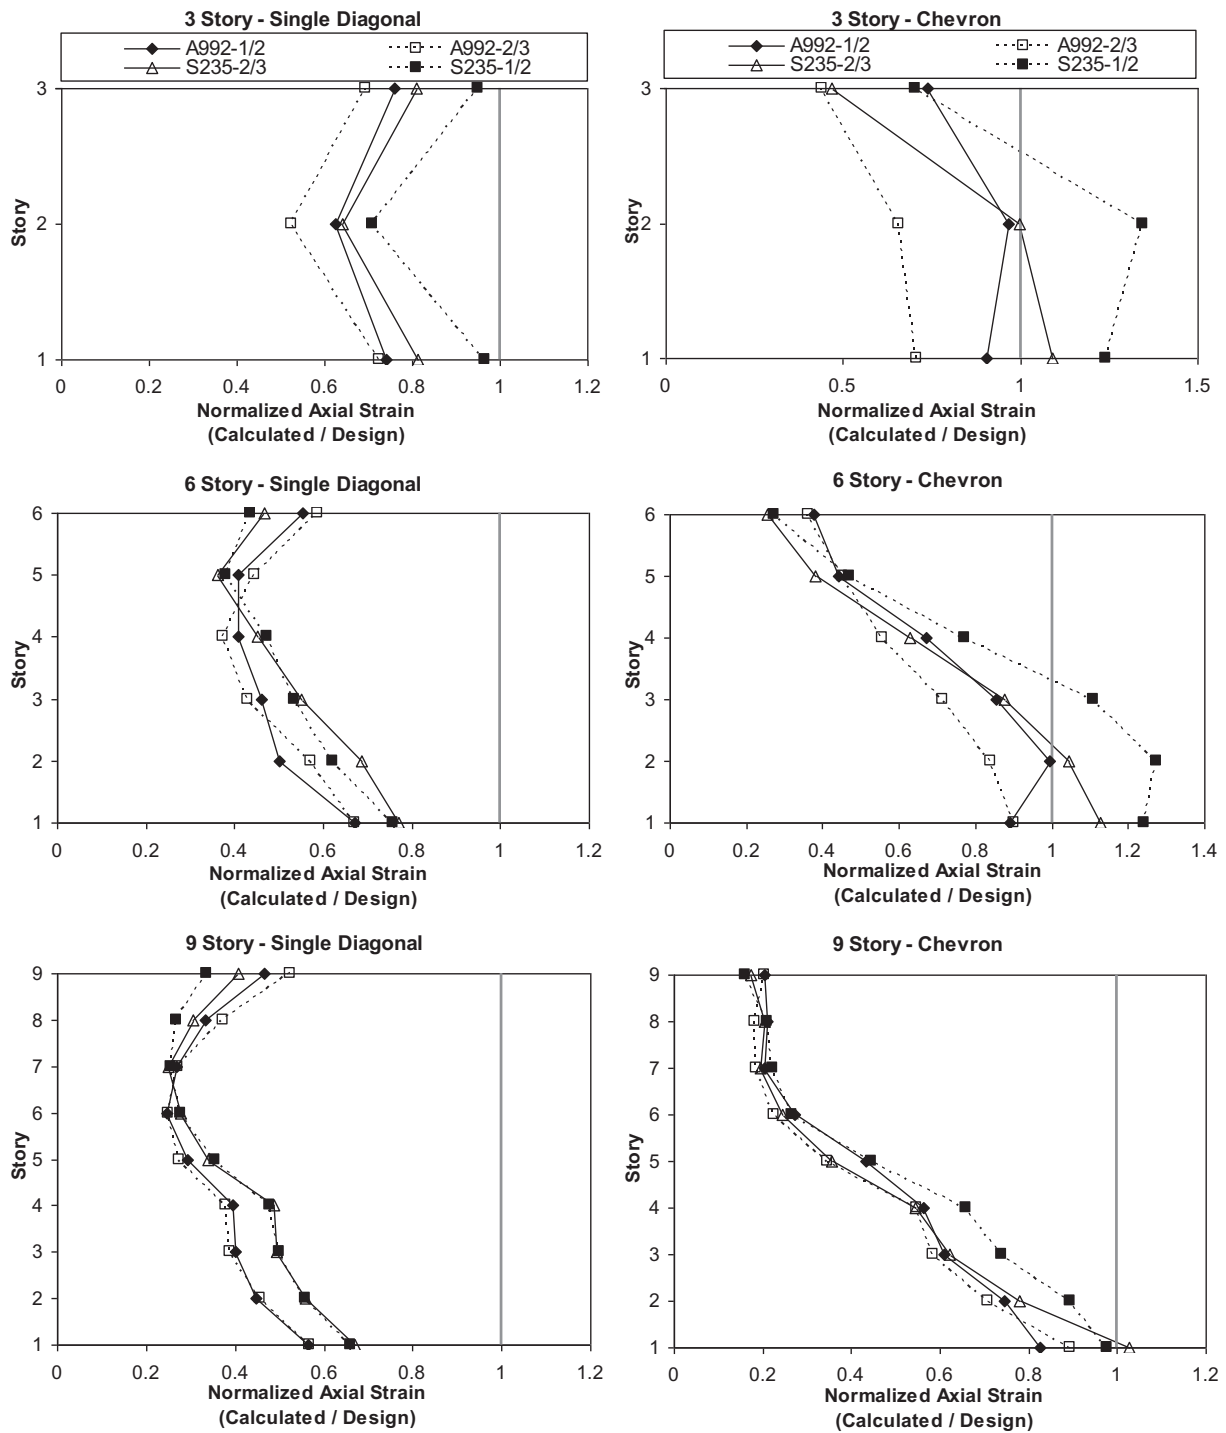 3 Story - Single Diagonal
A992-1/2
A992-2/3
S235-2/3
S235-1/2
3
2
1
Story
0
0.2
0.4
0.6
0.8
1
1.2
Normalized Axial Strain
(Calculated / Design)
3 Story - Chevron
A992-1/2
A992-2/3
S235-2/3
S235-1/2
3
2
1
Story
0
0.5
1
1.5
Normalized Axial Strain
(Calculated / Design)
6 Story - Single Diagonal
6
5
4
3
2
1
Story
0
0.2
0.4
0.6
0.8
1
1.2
Normalized Axial Strain
(Calculated / Design)
6 Story - Chevron
6
5
4
3
2
1
Story
0
0.2
0.4
0.6
0.8
1
1.2
1.4
Normalized Axial Strain
(Calculated / Design)
9 Story - Single Diagonal
9
8
7
6
5
4
3
2
1
Story
0
0.2
0.4
0.6
0.8
1
1.2
Normalized Axial Strain
(Calculated / Design)
9 Story - Chevron
9
8
7
6
5
4
3
2
1
Story
0
0.2
0.4
0.6
0.8
1
1.2
Normalized Axial Strain
(Calculated / Design)